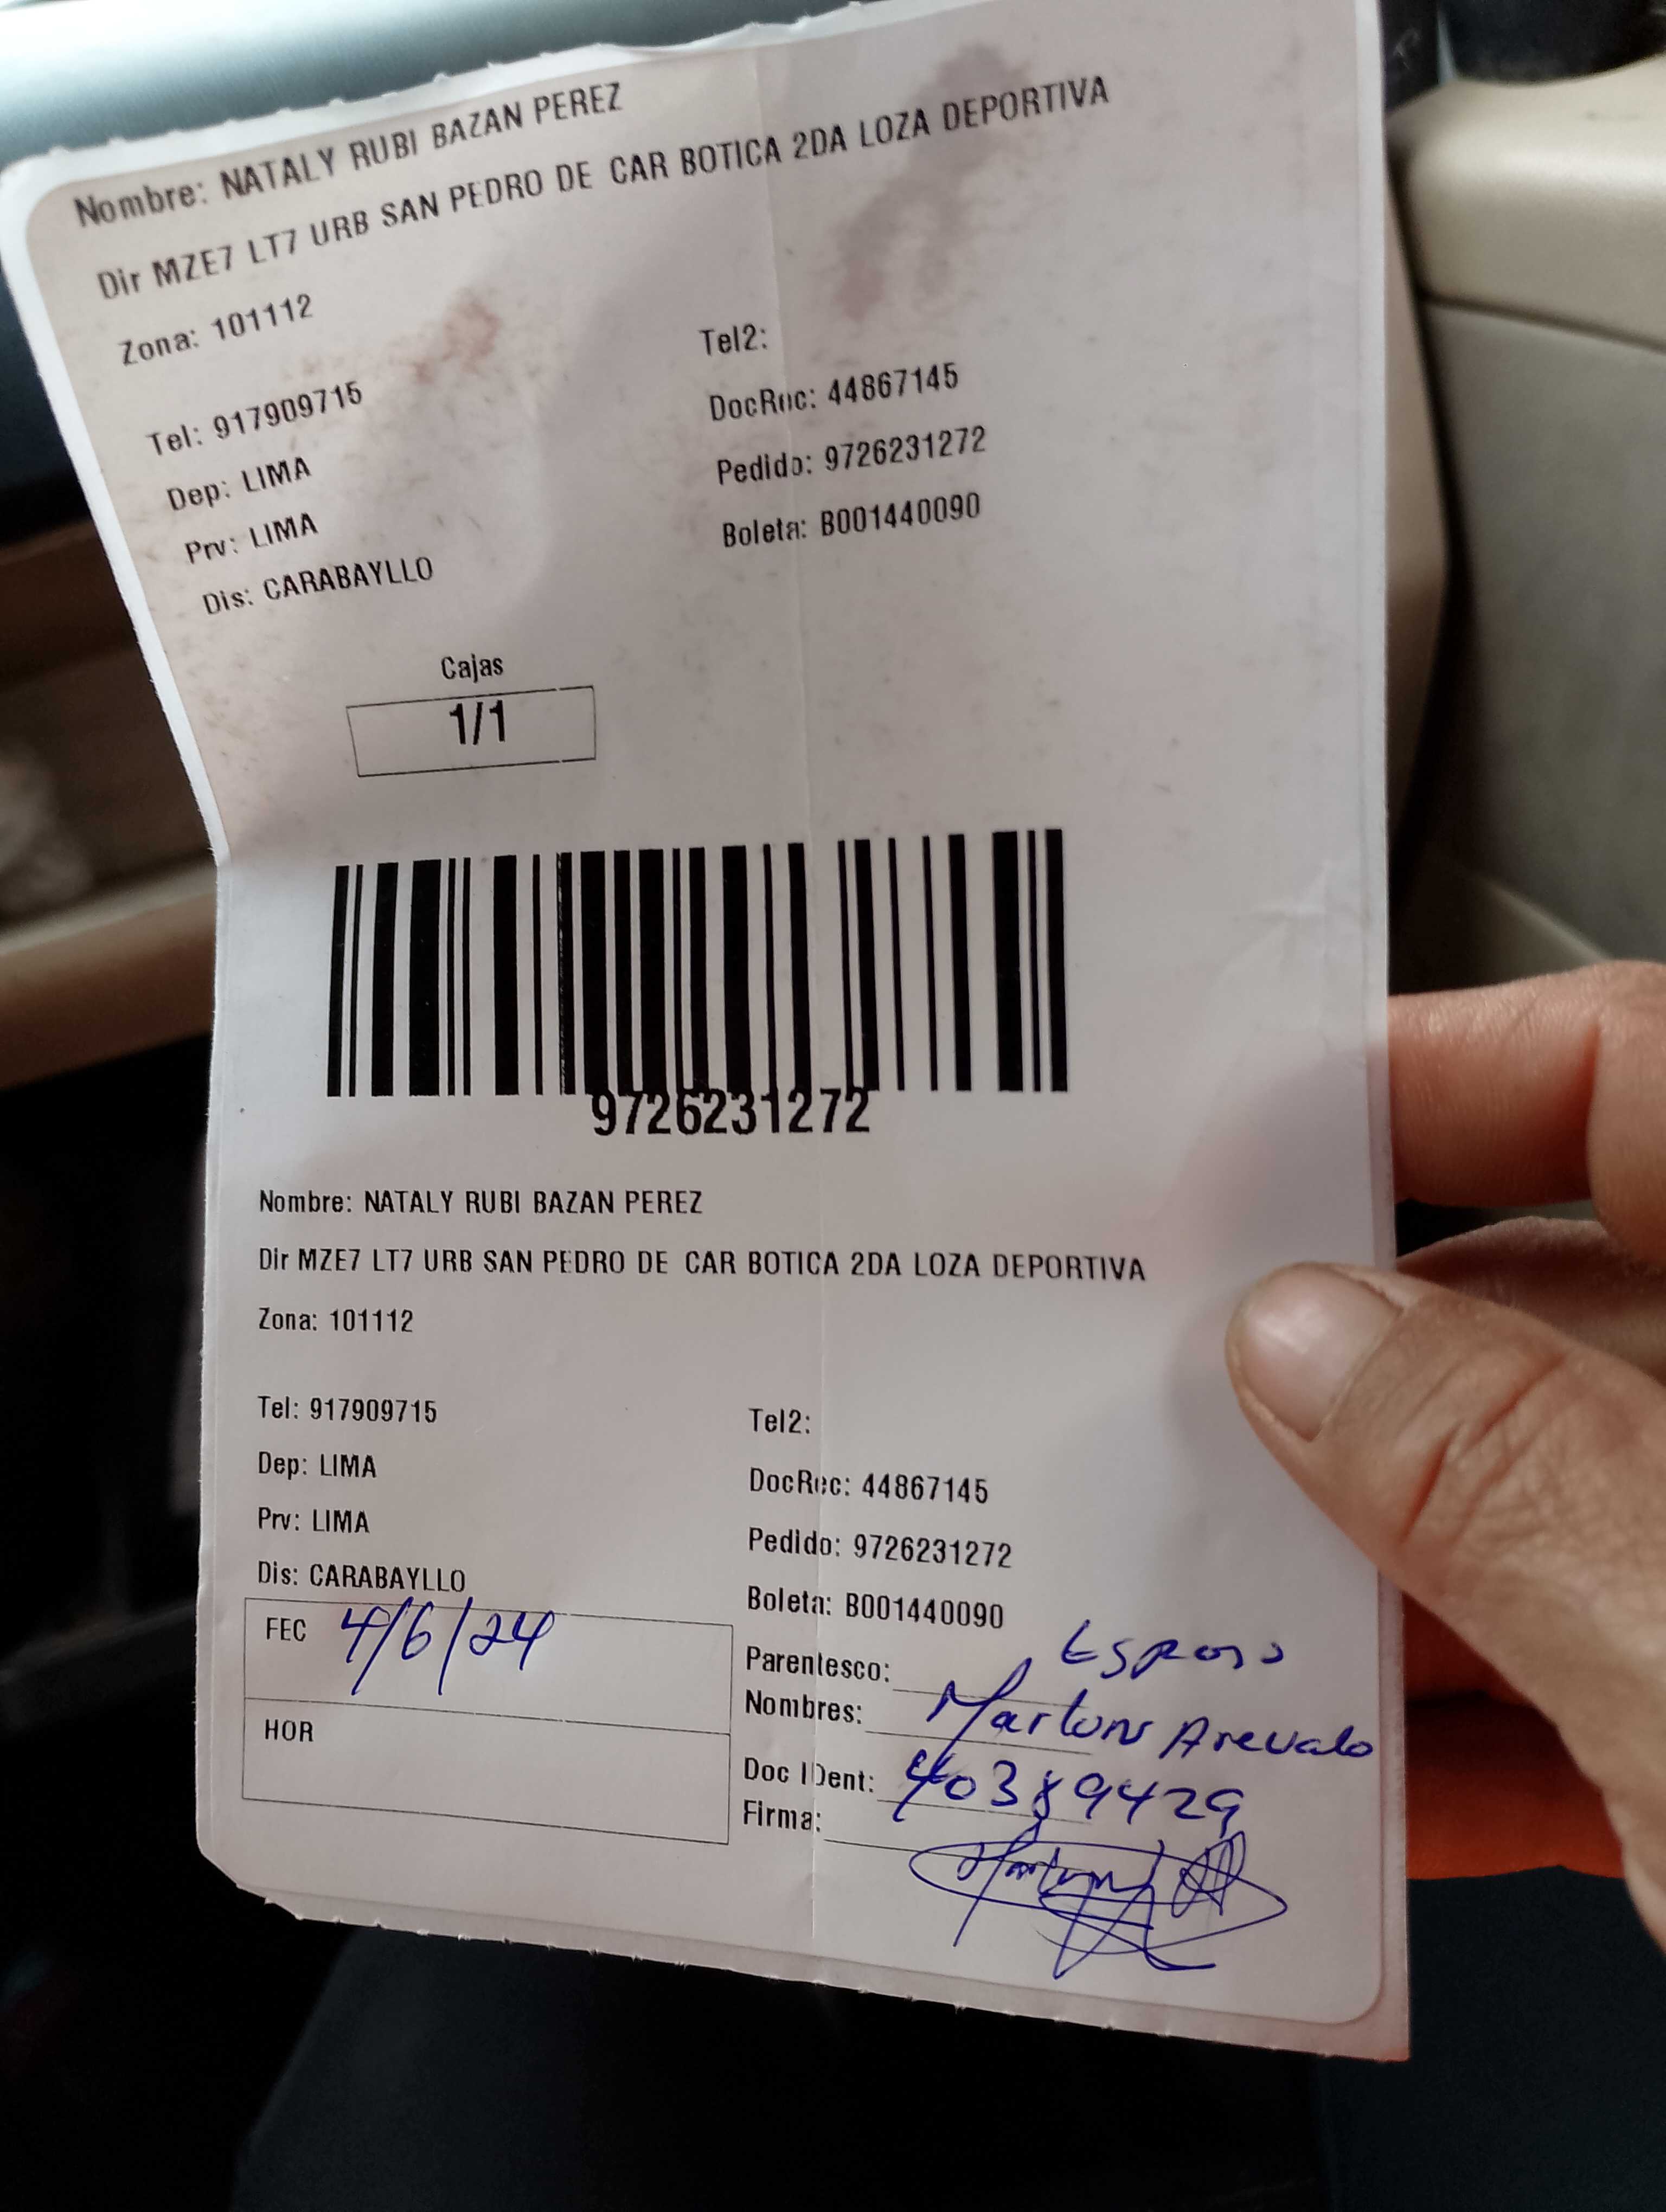 Nombre: NATALY RUBI BAZAN PEREZ
Dir MZE7 LT7 URB SAN PEDRO DE CAR BOTICA 2DA LOZA DEPORTIVA
Zona: 101112
Tel: 917909715
Tel2:
Dep: LIMA
DocRec: 44867145
Prv: LIMA
Pedido: 9726231272
Dis: CARABAYLLO
Boleta: B001440090
Cajas
1/1
9726231272
Nombre: NATALY RUBI BAZAN PEREZ
Dir MZE7 LT7 URB SAN PEDRO DE CAR BOTICA 2DA LOZA DEPORTIVA
Zona: 101112
Tel: 917909715
Tel2:
Dep: LIMA
DocRec: 44867145
Prv: LIMA
Pedido: 9726231272
Dis: CARABAYLLO
Boleta: B001440090
FEC 4/6/24
HOR
Parentesco: Esposo
Nombres: Marlon Arevalo
Doc IDent: 40389429
Firma: